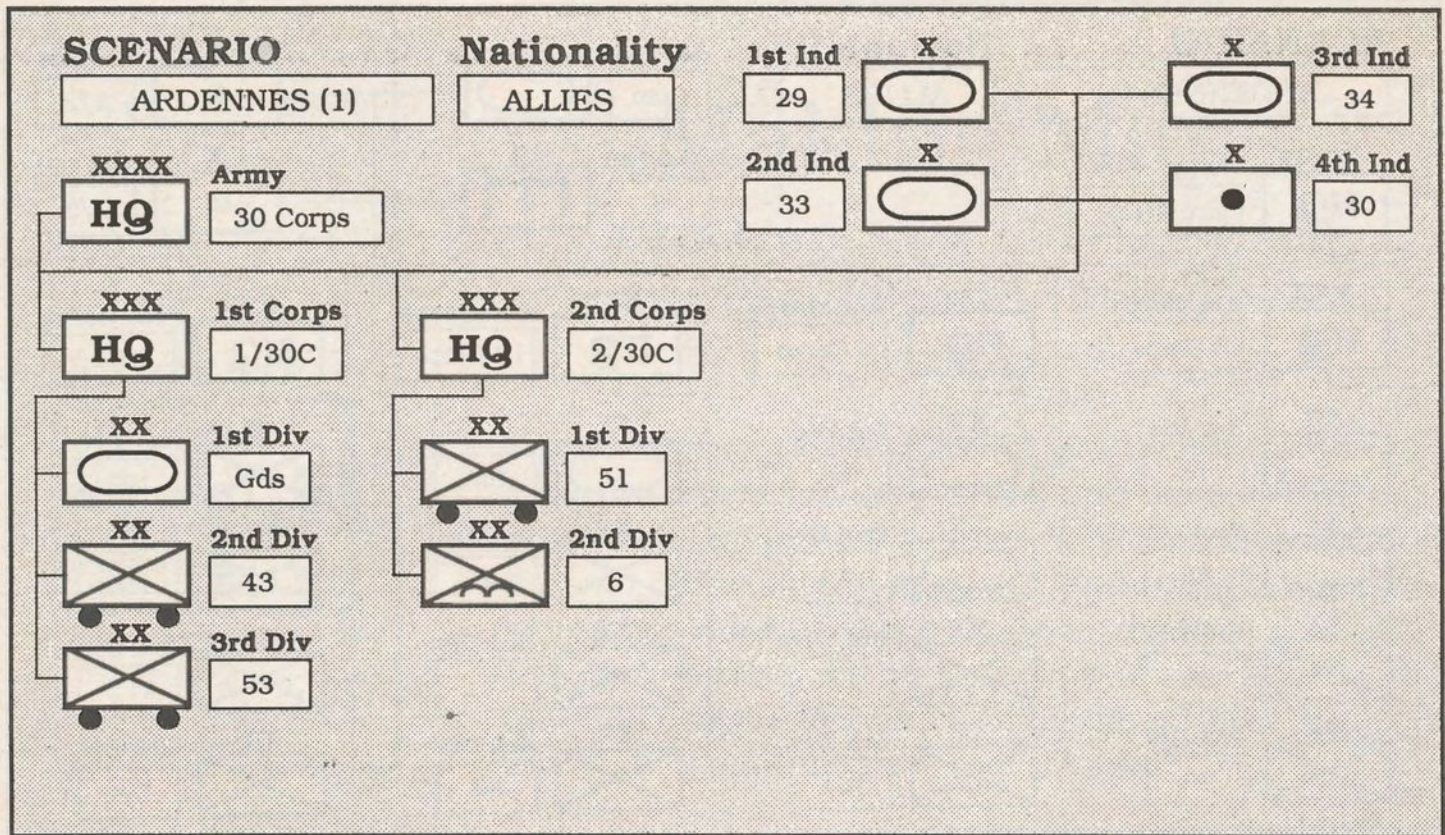 SCENARIO
ARDENNES (1)
Nationality
ALLIES
1st Ind
29
X
X
3rd Ind
34
2nd Ind
33
X
X
4th Ind
30
XXXX
HQ
Army
30 Corps
XXX
HQ
1st Corps
1/30C
XXX
HQ
2nd Corps
2/30C
XX
1st Div
Gds
XX
1st Div
51
XX
2nd Div
43
XX
2nd Div
6
XX
3rd Div
53